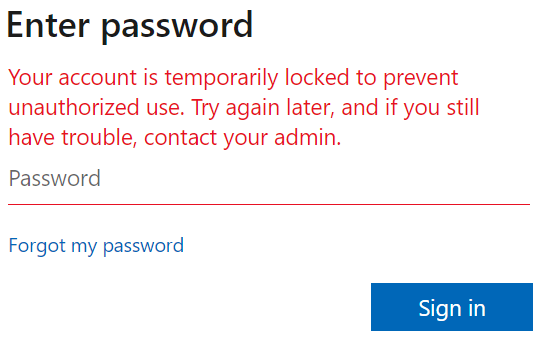 Enter password
Your account is temporarily locked to prevent
unauthorized use. Try again later, and if you still
have trouble, contact your admin.
Password
Forgot my password
Sign in